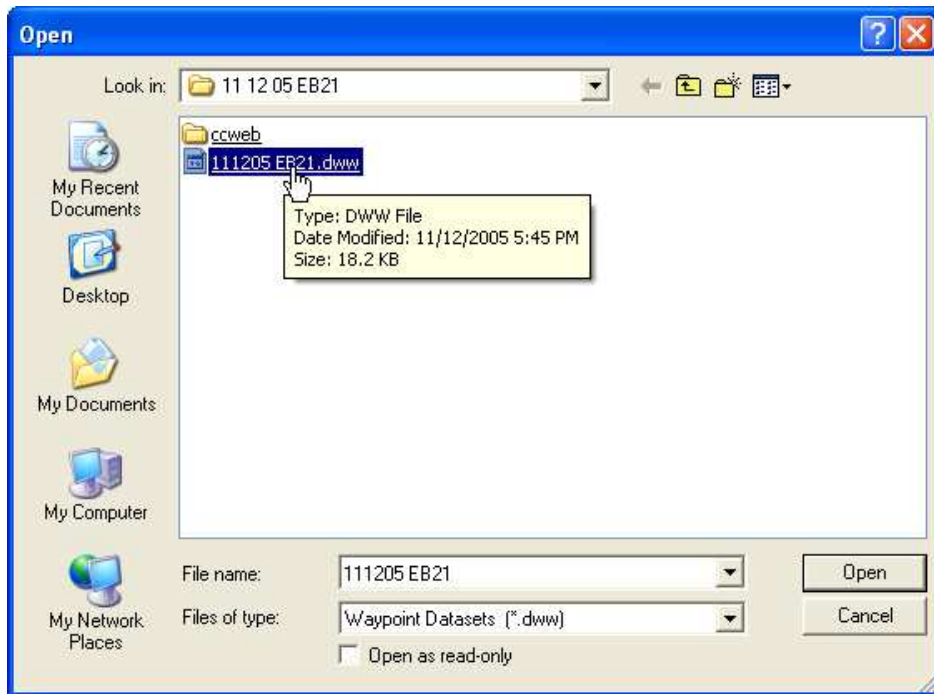 Open
Look in: 11 12 05 EB21
ccweb
111205 EB21.dww
Type: DWW File
Date Modified: 11/12/2005 5:45 PM
Size: 18.2 KB
My Recent
Documents
Desktop
My Documents
My Computer
My Network
Places
File name: 111205 EB21 Open
Files of type: Waypoint Datasets (*.dww) Cancel
Open as read-only